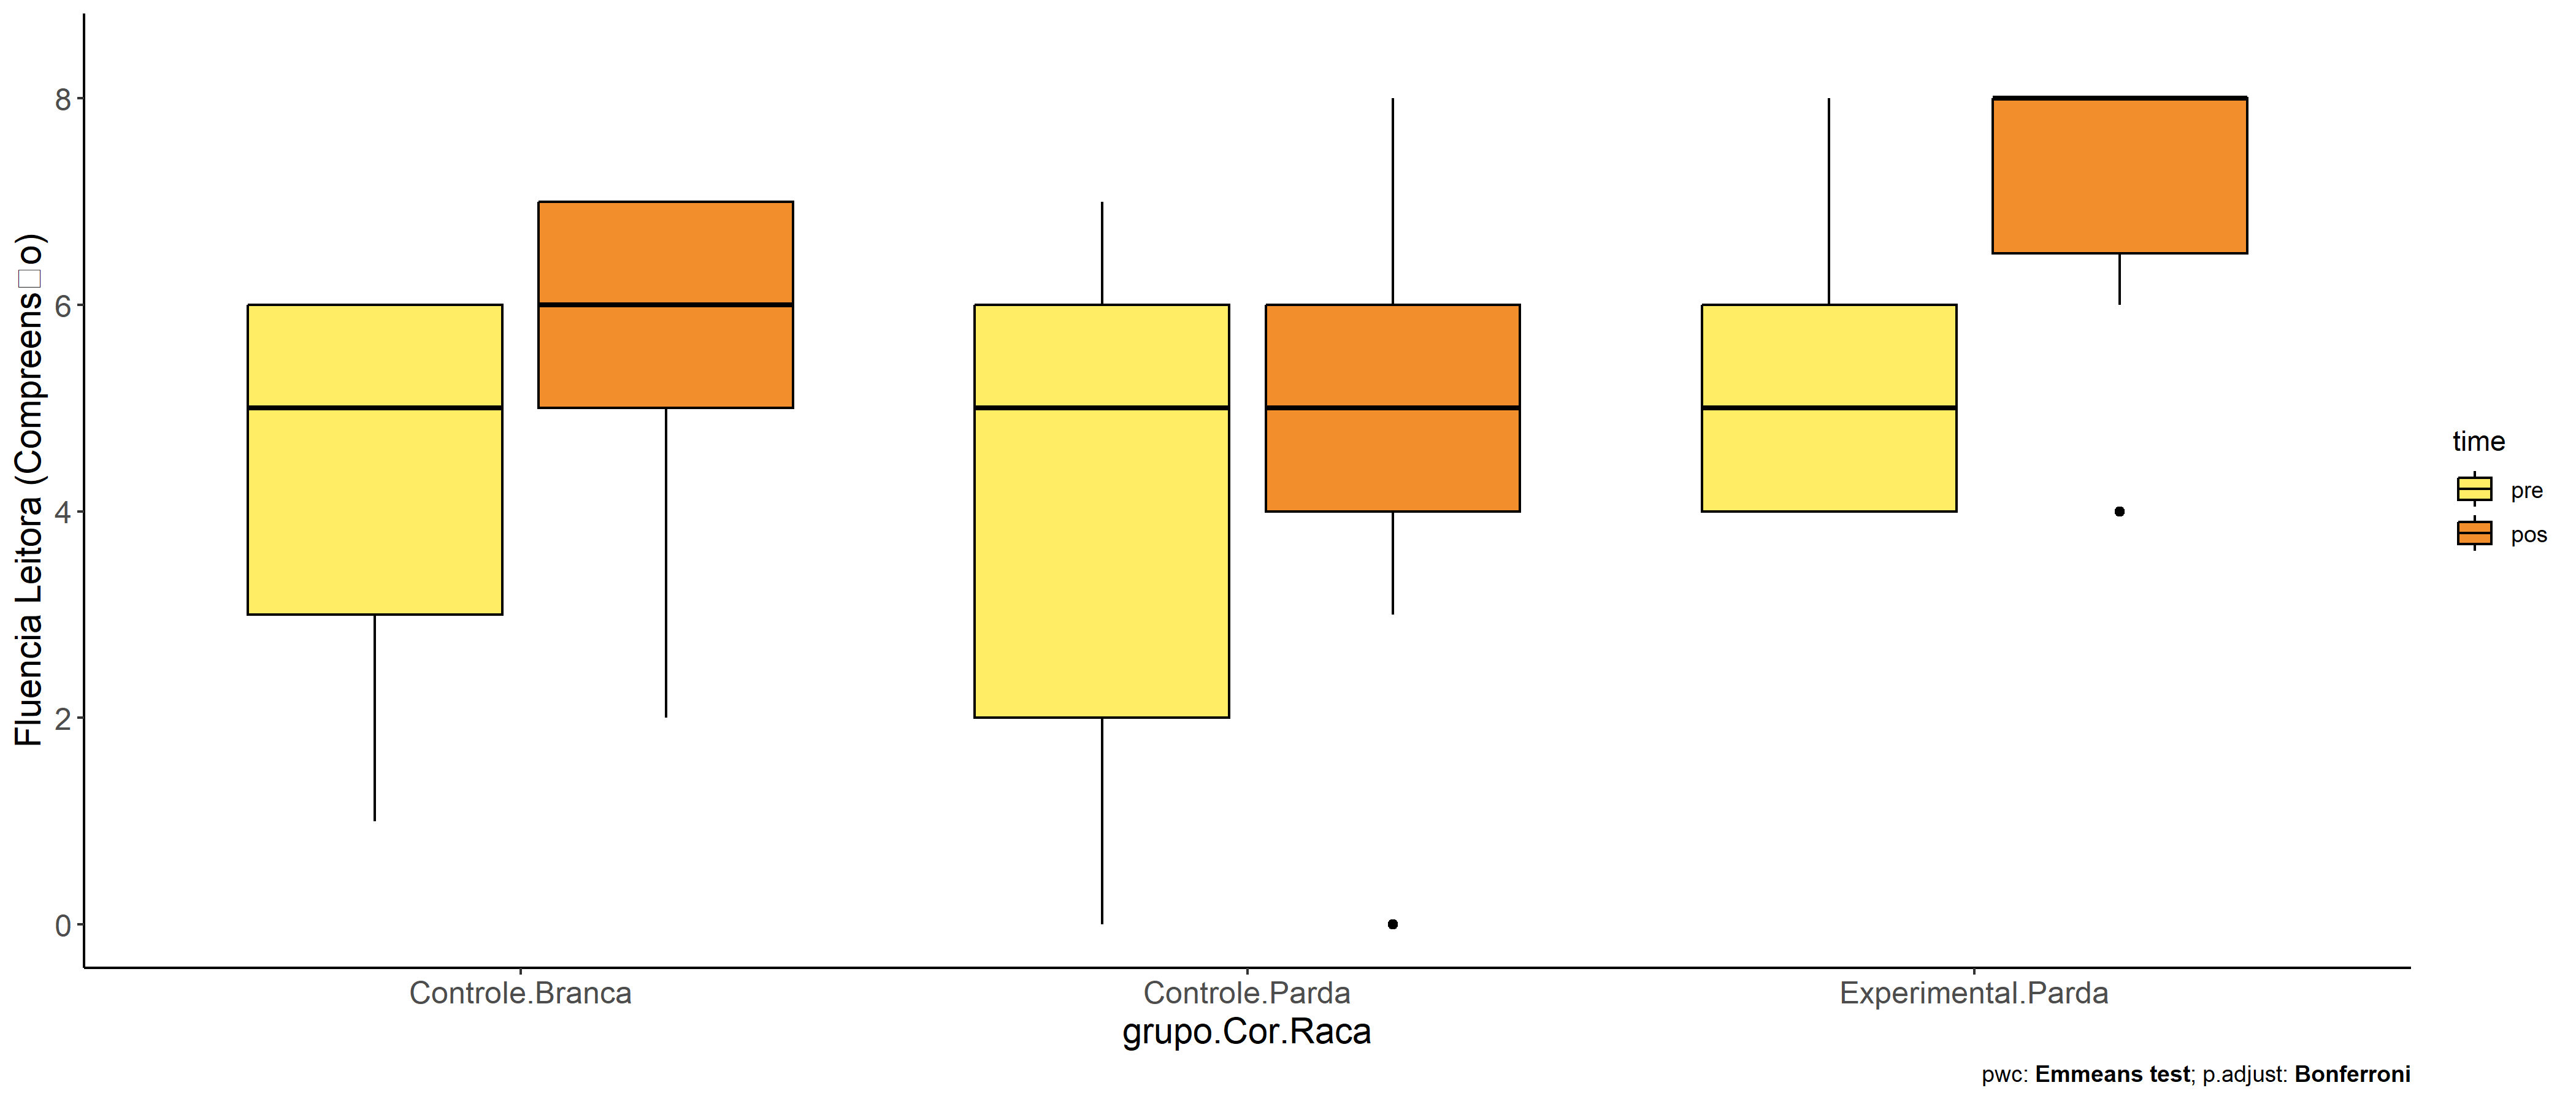 Fluencia Leitora (Compreens□o)
8
6
4
2
0
Controle.Branca
Controle.Parda
Experimental.Parda
grupo.Cor.Raca
time
pre
pos
pwc: Emmeans test; p.adjust: Bonferroni